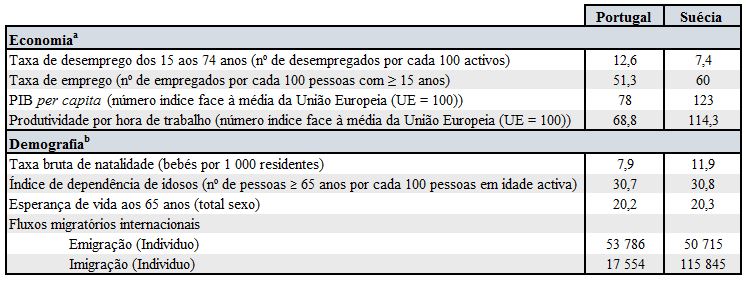 Portugal Suécia
Economiaª
Taxa de desemprego dos 15 aos 74 anos (nº de desempregados por cada 100 activos) 12,6 7,4
Taxa de emprego (nº de empregados por cada 100 pessoas com ≥ 15 anos) 51,3 60
PIB per capita (número indice face à média da União Europeia (UE = 100)) 78 123
Produtividade por hora de trabalho (número indice face à média da União Europeia (UE = 100)) 68,8 114,3
Demografiaᵇ
Taxa bruta de natalidade (bebés por 1 000 residentes) 7,9 11,9
Índice de dependência de idosos (nº de pessoas ≥ 65 anos por cada 100 pessoas em idade activa) 30,7 30,8
Esperança de vida aos 65 anos (total sexo) 20,2 20,3
Fluxos migratórios internacionais
Emigração (Individuo) 53 786 50 715
Imigração (Individuo) 17 554 115 845